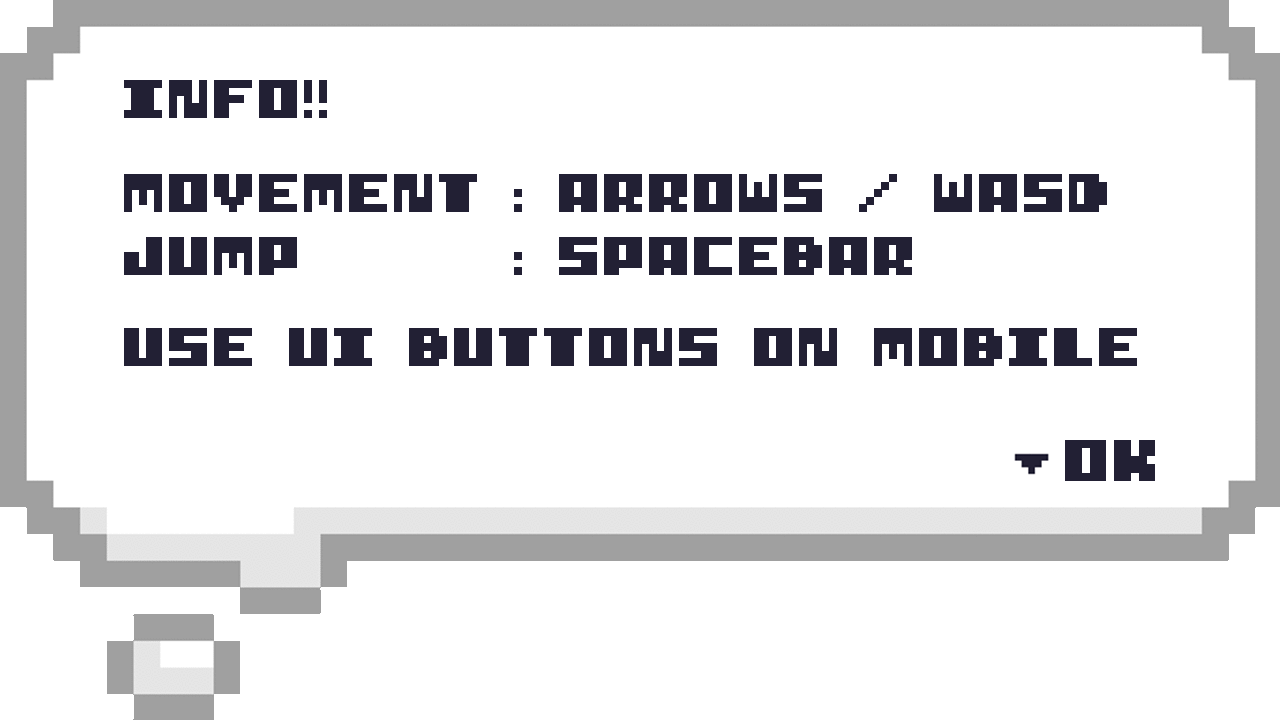 INFO!!
MOVEMENT : ARROWS / WASD
JUMP : SPACEBAR
USE UI BUTTONS ON MOBILE
OK